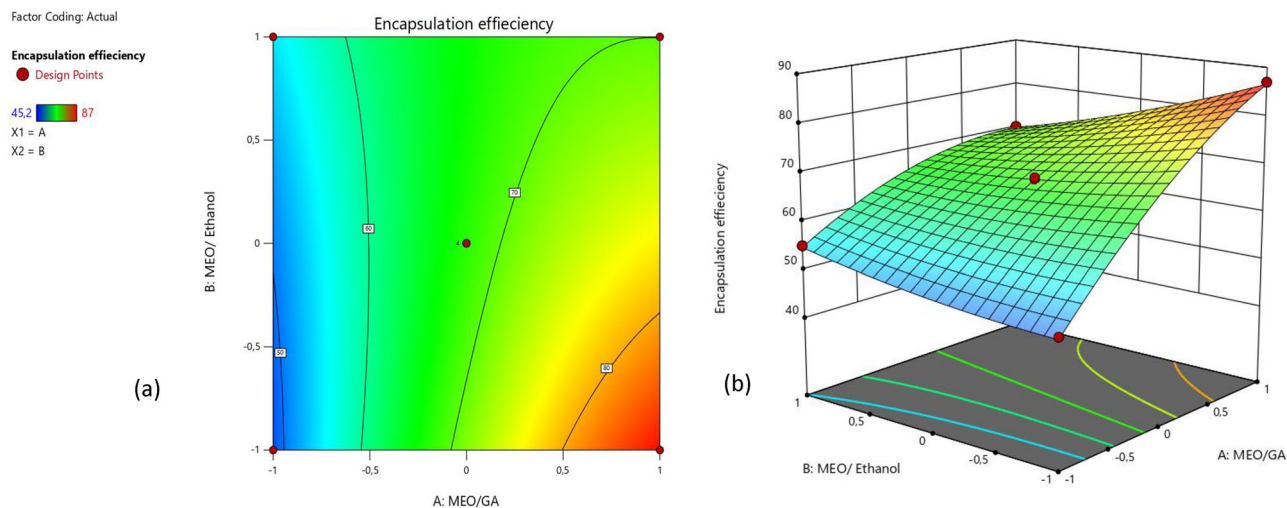 Factor Coding: Actual
Encapsulation effieciency
Design Points
45,2 87
X1 = A
X2 = B
(a)
Encapsulation effieciency
B: MEO/ Ethanol
1
0,5
0
-0,5
-1
50
60
70
80
4
-1 -0,5 0 0,5 1
A: MEO/GA
(b)
Encapsulation effieciency
90
80
70
60
50
40
1 0,5 0 -0,5 -1
B: MEO/ Ethanol
-1 -0,5 0 0,5 1
A: MEO/GA